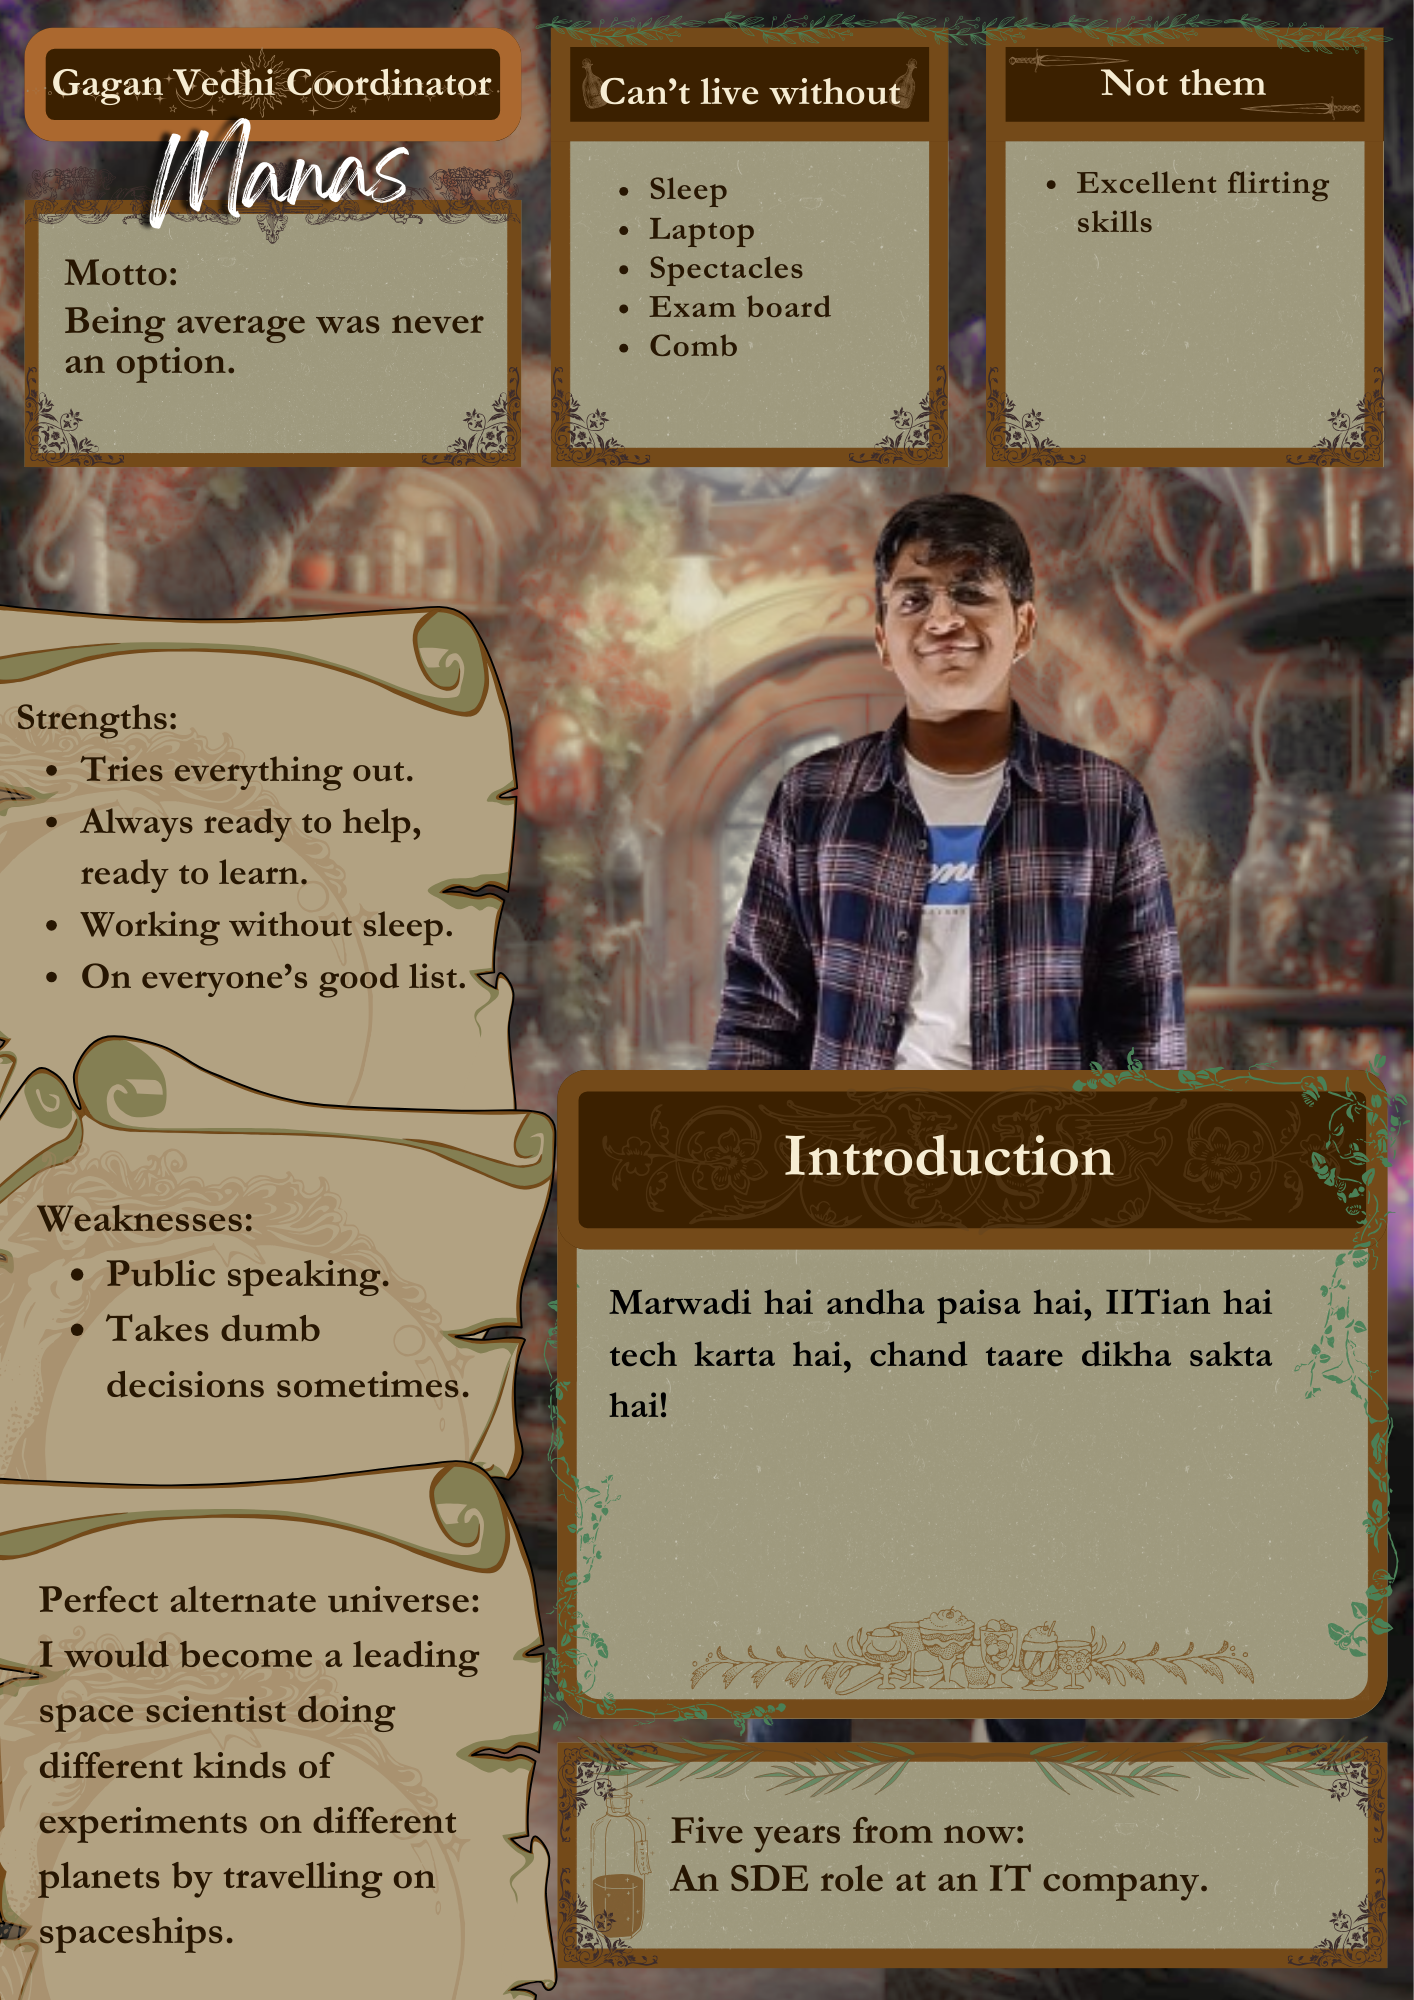 Gagan Vedhi Coordinator
Manas
Motto:
Being average was never
an option.
Can't live without
• Sleep
• Laptop
• Spectacles
• Exam board
• Comb
Not them
• Excellent flirting
skills
Strengths:
• Tries everything out.
• Always ready to help,
ready to learn.
• Working without sleep.
• On everyone's good list.
Weaknesses:
• Public speaking.
• Takes dumb
decisions sometimes.
Perfect alternate universe:
I would become a leading
space scientist doing
different kinds of
experiments on different
planets by travelling on
spaceships.
Introduction
Marwadi hai andha paisa hai, IITian hai
tech karta hai, chand taare dikha sakta
hai!
Five years from now:
An SDE role at an IT company.